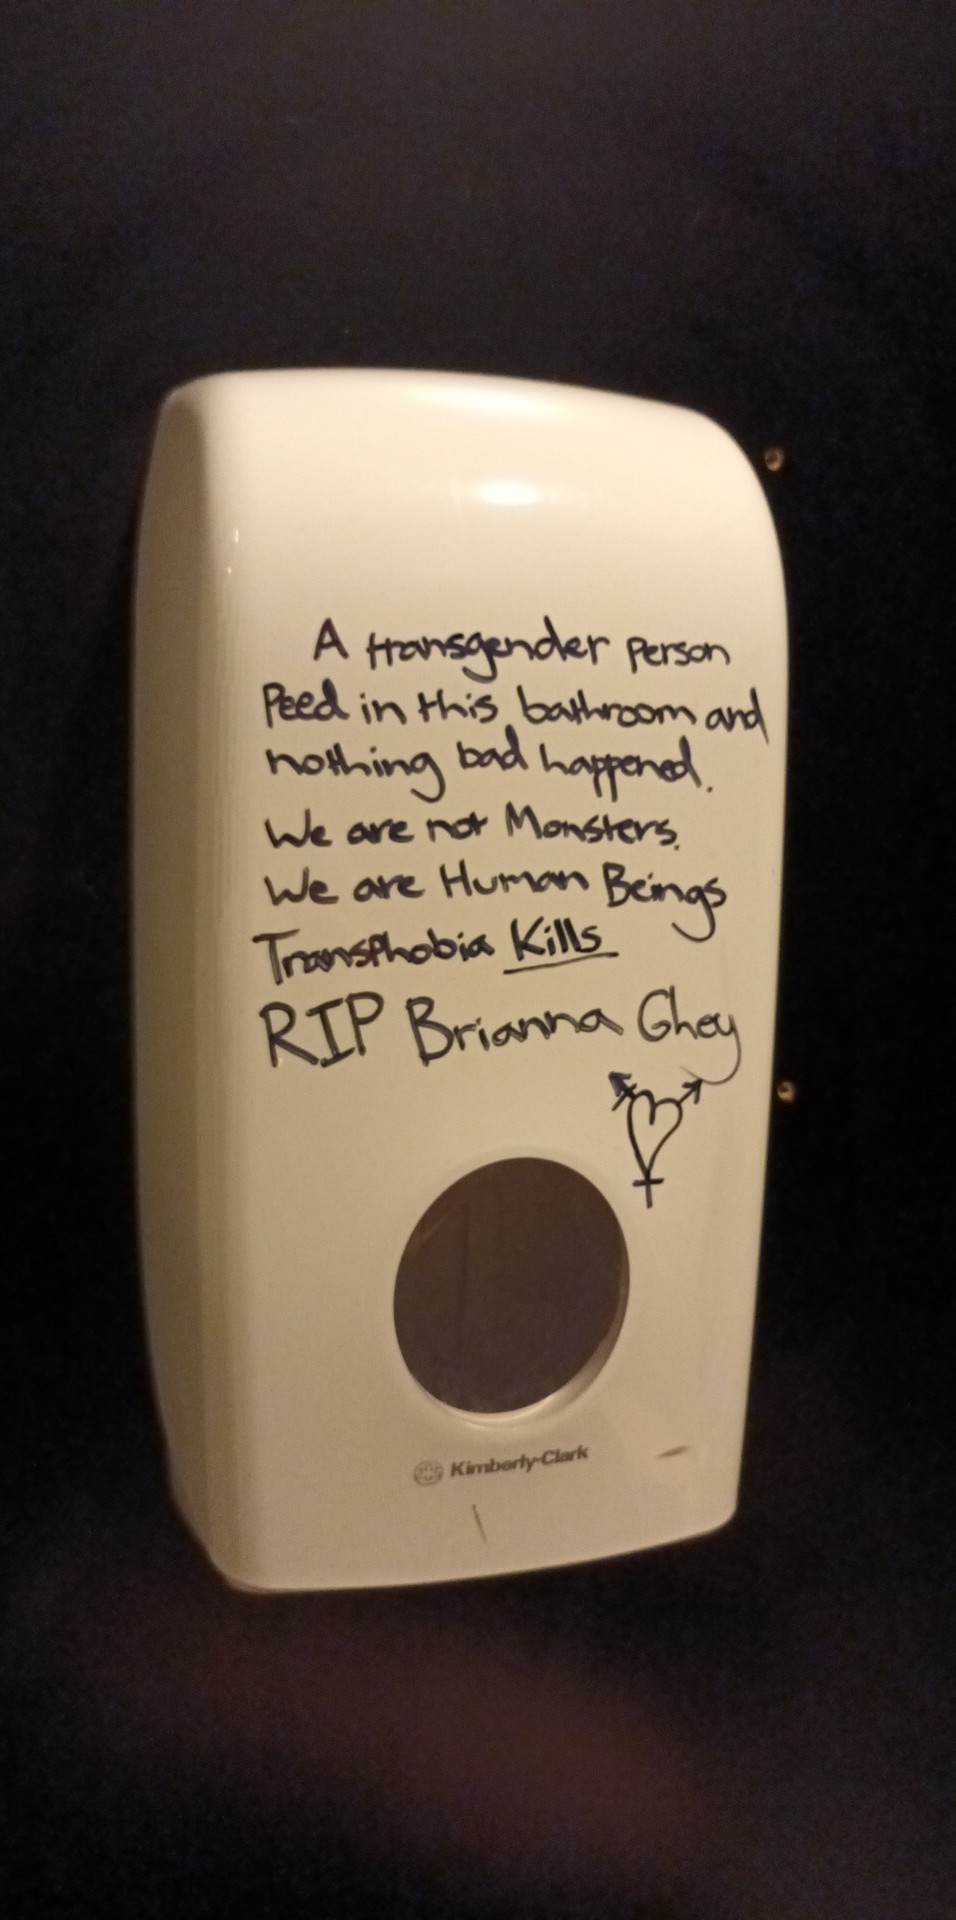 A transgender person
Peed in this bathroom and
nothing bad happened.
We are not Monsters.
We are Human Beings
Transphobia Kills
RIP Brianna Ghey
Kimberly-Clark